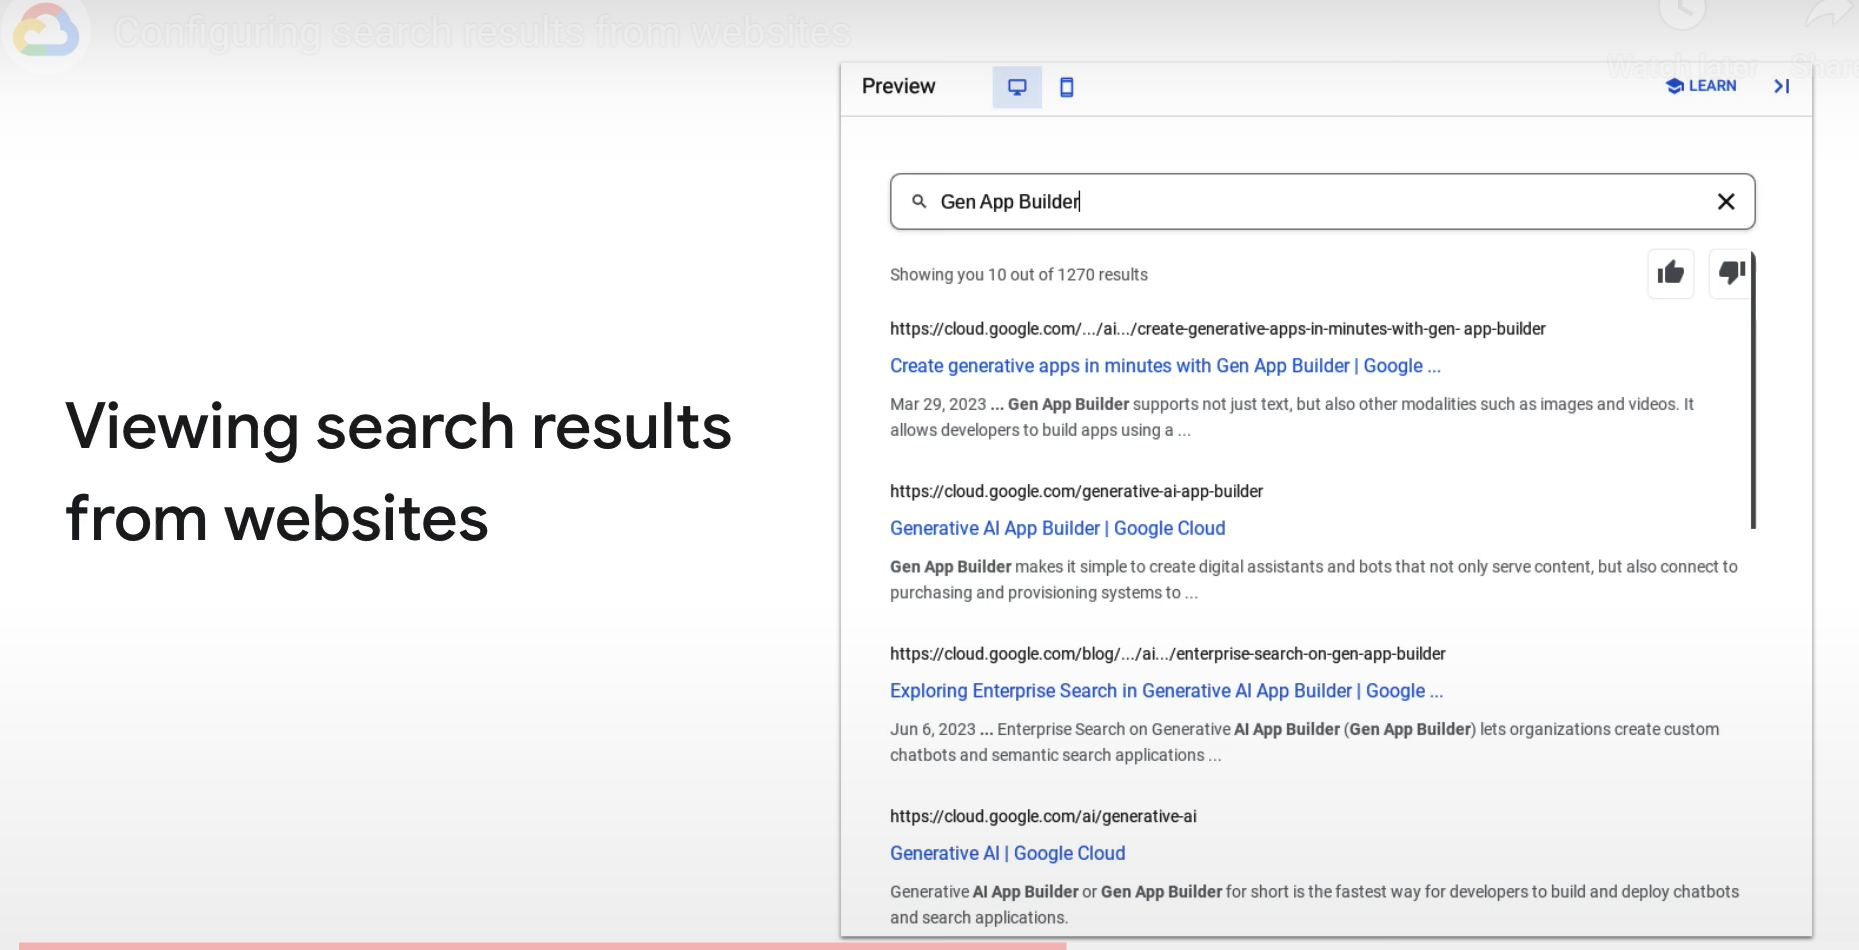 Configuring search results from websites
Watch later
Share
Preview
LEARN
Gen App Builder
Showing you 10 out of 1270 results
https://cloud.google.com/.../ai.../create-generative-apps-in-minutes-with-gen- app-builder
Create generative apps in minutes with Gen App Builder | Google ...
Mar 29, 2023 ... Gen App Builder supports not just text, but also other modalities such as images and videos. It
allows developers to build apps using a ...
https://cloud.google.com/generative-ai-app-builder
Generative AI App Builder | Google Cloud
Gen App Builder makes it simple to create digital assistants and bots that not only serve content, but also connect to
purchasing and provisioning systems to ...
https://cloud.google.com/blog/.../ai.../enterprise-search-on-gen-app-builder
Exploring Enterprise Search in Generative AI App Builder | Google ...
Jun 6, 2023 ... Enterprise Search on Generative AI App Builder (Gen App Builder) lets organizations create custom
chatbots and semantic search applications ...
https://cloud.google.com/ai/generative-ai
Generative AI | Google Cloud
Generative AI App Builder or Gen App Builder for short is the fastest way for developers to build and deploy chatbots
and search applications.
Viewing search results
from websites